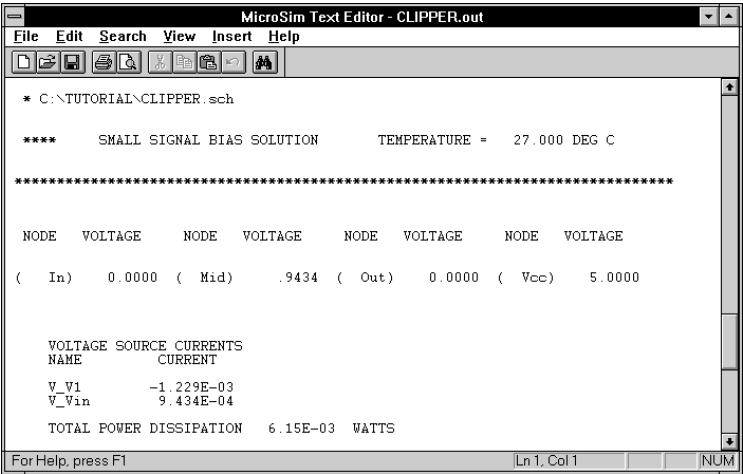 MicroSim Text Editor - CLIPPER.out
File Edit Search View Insert Help
* C:\TUTORIAL\CLIPPER.sch
**** SMALL SIGNAL BIAS SOLUTION TEMPERATURE = 27.000 DEG C
******************************************************************************
NODE VOLTAGE NODE VOLTAGE NODE VOLTAGE NODE VOLTAGE
( In) 0.0000 ( Mid) .9434 ( Out) 0.0000 ( Vcc) 5.0000
VOLTAGE SOURCE CURRENTS
NAME CURRENT
V_V1 -1.229E-03
V_Vin 9.434E-04
TOTAL POWER DISSIPATION 6.15E-03 WATTS
For Help, press F1 Ln 1, Col 1 NUM